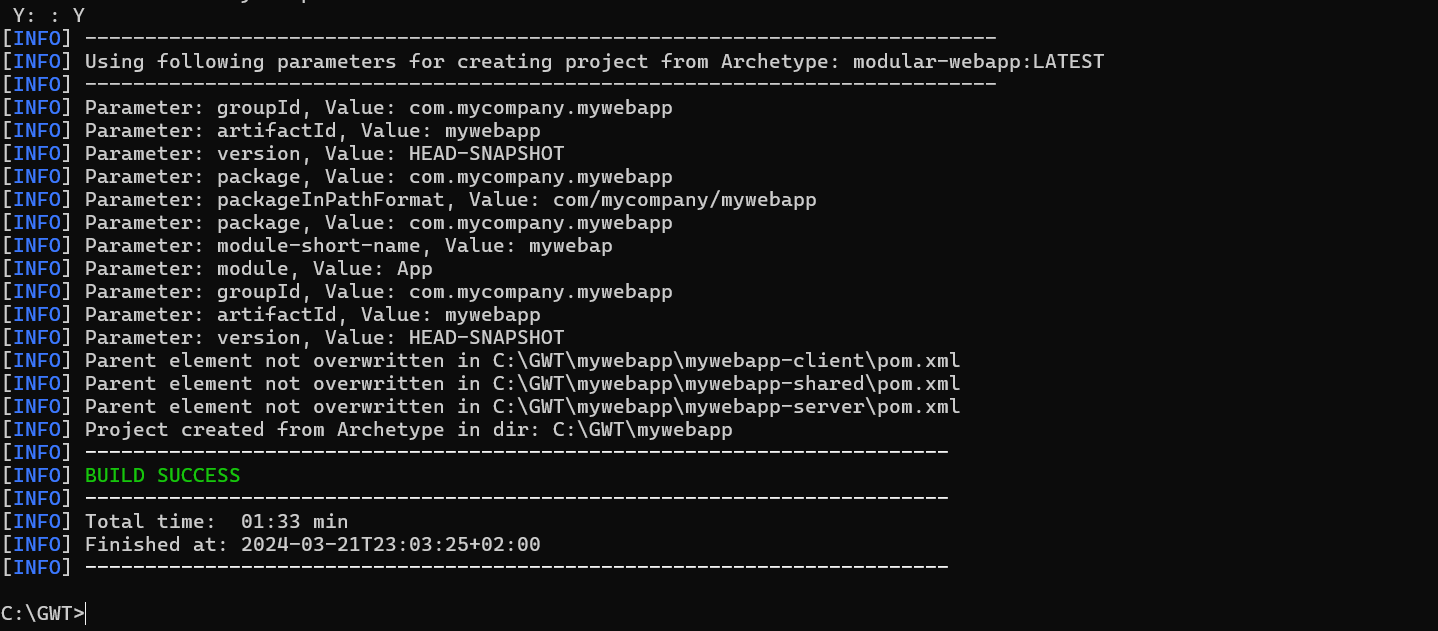 Y: : Y
[INFO] ----------------------------------------------------------------------------
[INFO] Using following parameters for creating project from Archetype: modular-webapp:LATEST
[INFO] ----------------------------------------------------------------------------
[INFO] Parameter: groupId, Value: com.mycompany.mywebapp
[INFO] Parameter: artifactId, Value: mywebapp
[INFO] Parameter: version, Value: HEAD-SNAPSHOT
[INFO] Parameter: package, Value: com.mycompany.mywebapp
[INFO] Parameter: packageInPathFormat, Value: com/mycompany/mywebapp
[INFO] Parameter: package, Value: com.mycompany.mywebapp
[INFO] Parameter: module-short-name, Value: mywebap
[INFO] Parameter: module, Value: App
[INFO] Parameter: groupId, Value: com.mycompany.mywebapp
[INFO] Parameter: artifactId, Value: mywebapp
[INFO] Parameter: version, Value: HEAD-SNAPSHOT
[INFO] Parent element not overwritten in C:\GWT\mywebapp\mywebapp-client\pom.xml
[INFO] Parent element not overwritten in C:\GWT\mywebapp\mywebapp-shared\pom.xml
[INFO] Parent element not overwritten in C:\GWT\mywebapp\mywebapp-server\pom.xml
[INFO] Project created from Archetype in dir: C:\GWT\mywebapp
[INFO] ------------------------------------------------------------------------
[INFO] BUILD SUCCESS
[INFO] ------------------------------------------------------------------------
[INFO] Total time:  01:33 min
[INFO] Finished at: 2024-03-21T23:03:25+02:00
[INFO] ------------------------------------------------------------------------
C:\GWT>